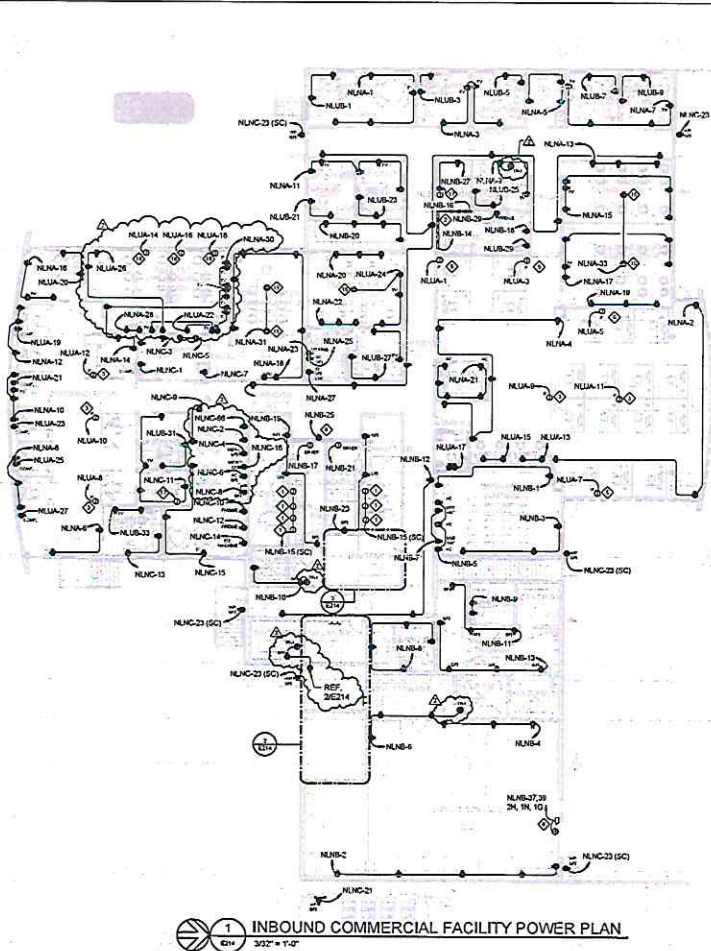 NLNA-1
NLUB-5
NLUB-1
NLUB-3
NLNA-5
NLUB-7
NLUB-9
NLNA-7
NLNC-23 (SC)
NLNC-23 (SC)
NLNA-3
NLNA-13
NLNA-11
NLNB-27
NLUB-25
NLUB-21
NLUB-23
NLNB-16
NLNB-29
NLNA-15
NLNB-20
NLNB-14
NLNB-18
NLUB-29
NLUA-14
NLUA-16
NLUA-18
NLNA-30
NLNA-16
NLUA-26
NLUA-20
NLNA-20
NLUA-24
NLUA-1
NLUA-3
NLNA-33
NLNA-17
NLNA-19
NLNA-2
NLNA-22
NLNA-28
NLUA-22
NLUA-5
NLUA-19
NLNA-31
NLNA-4
NLNA-12
NLUA-12
NLNA-14
NLNC-3
NLNC-5
NLNA-23
NLNA-25
NLUA-21
NLNC-1
NLNC-7
NLNA-18
NLUB-27
NLNA-21
NLUA-9
NLUA-11
NLNA-27
NLNC-9
NLNA-10
NLNC-66
NLNB-19
NLNB-25
NLUA-23
NLUA-10
NLUB-31
NLNC-2
NLNC-4
NLNA-8
NLNC-16
NLUA-17
NLUA-15
NLUA-13
NLUA-25
NLUA-8
NLNC-11
NLNC-6
NLNB-17
NLNB-21
NLNB-12
NLNC-8
NLNC-10
NLNB-1
NLUA-7
NLUA-27
NLNC-12
NLNB-23
NLNB-3
NLNA-6
NLUB-33
NLNC-14
NLNB-15 (SC)
NLNB-15 (SC)
NLNB-7
NLNC-13
NLNC-15
NLNB-5
NLNC-23 (SC)
NLNB-10
NLNB-9
E214
NLNC-23 (SC)
NLNB-11
NLNB-8
NLNB-13
NLNC-23 (SC)
REF.
2/E214
2
E214
NLNB-6
NLNB-4
NLNB-37,39
2H, 1N, 1G
NLNB-2
NLNC-23 (SC)
NLNC-21
1
E214
INBOUND COMMERCIAL FACILITY POWER PLAN
3/32" = 1'-0"